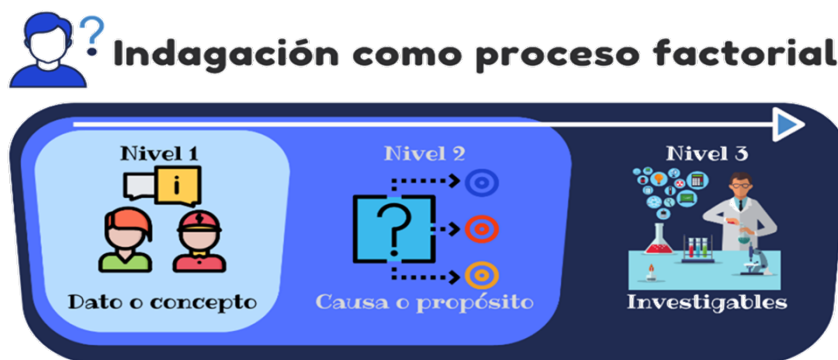 Indagación como proceso factorial
Nivel 1
Nivel 2
Nivel 3
?
i
?
Dato o concepto
Causa o propósito
Investigables